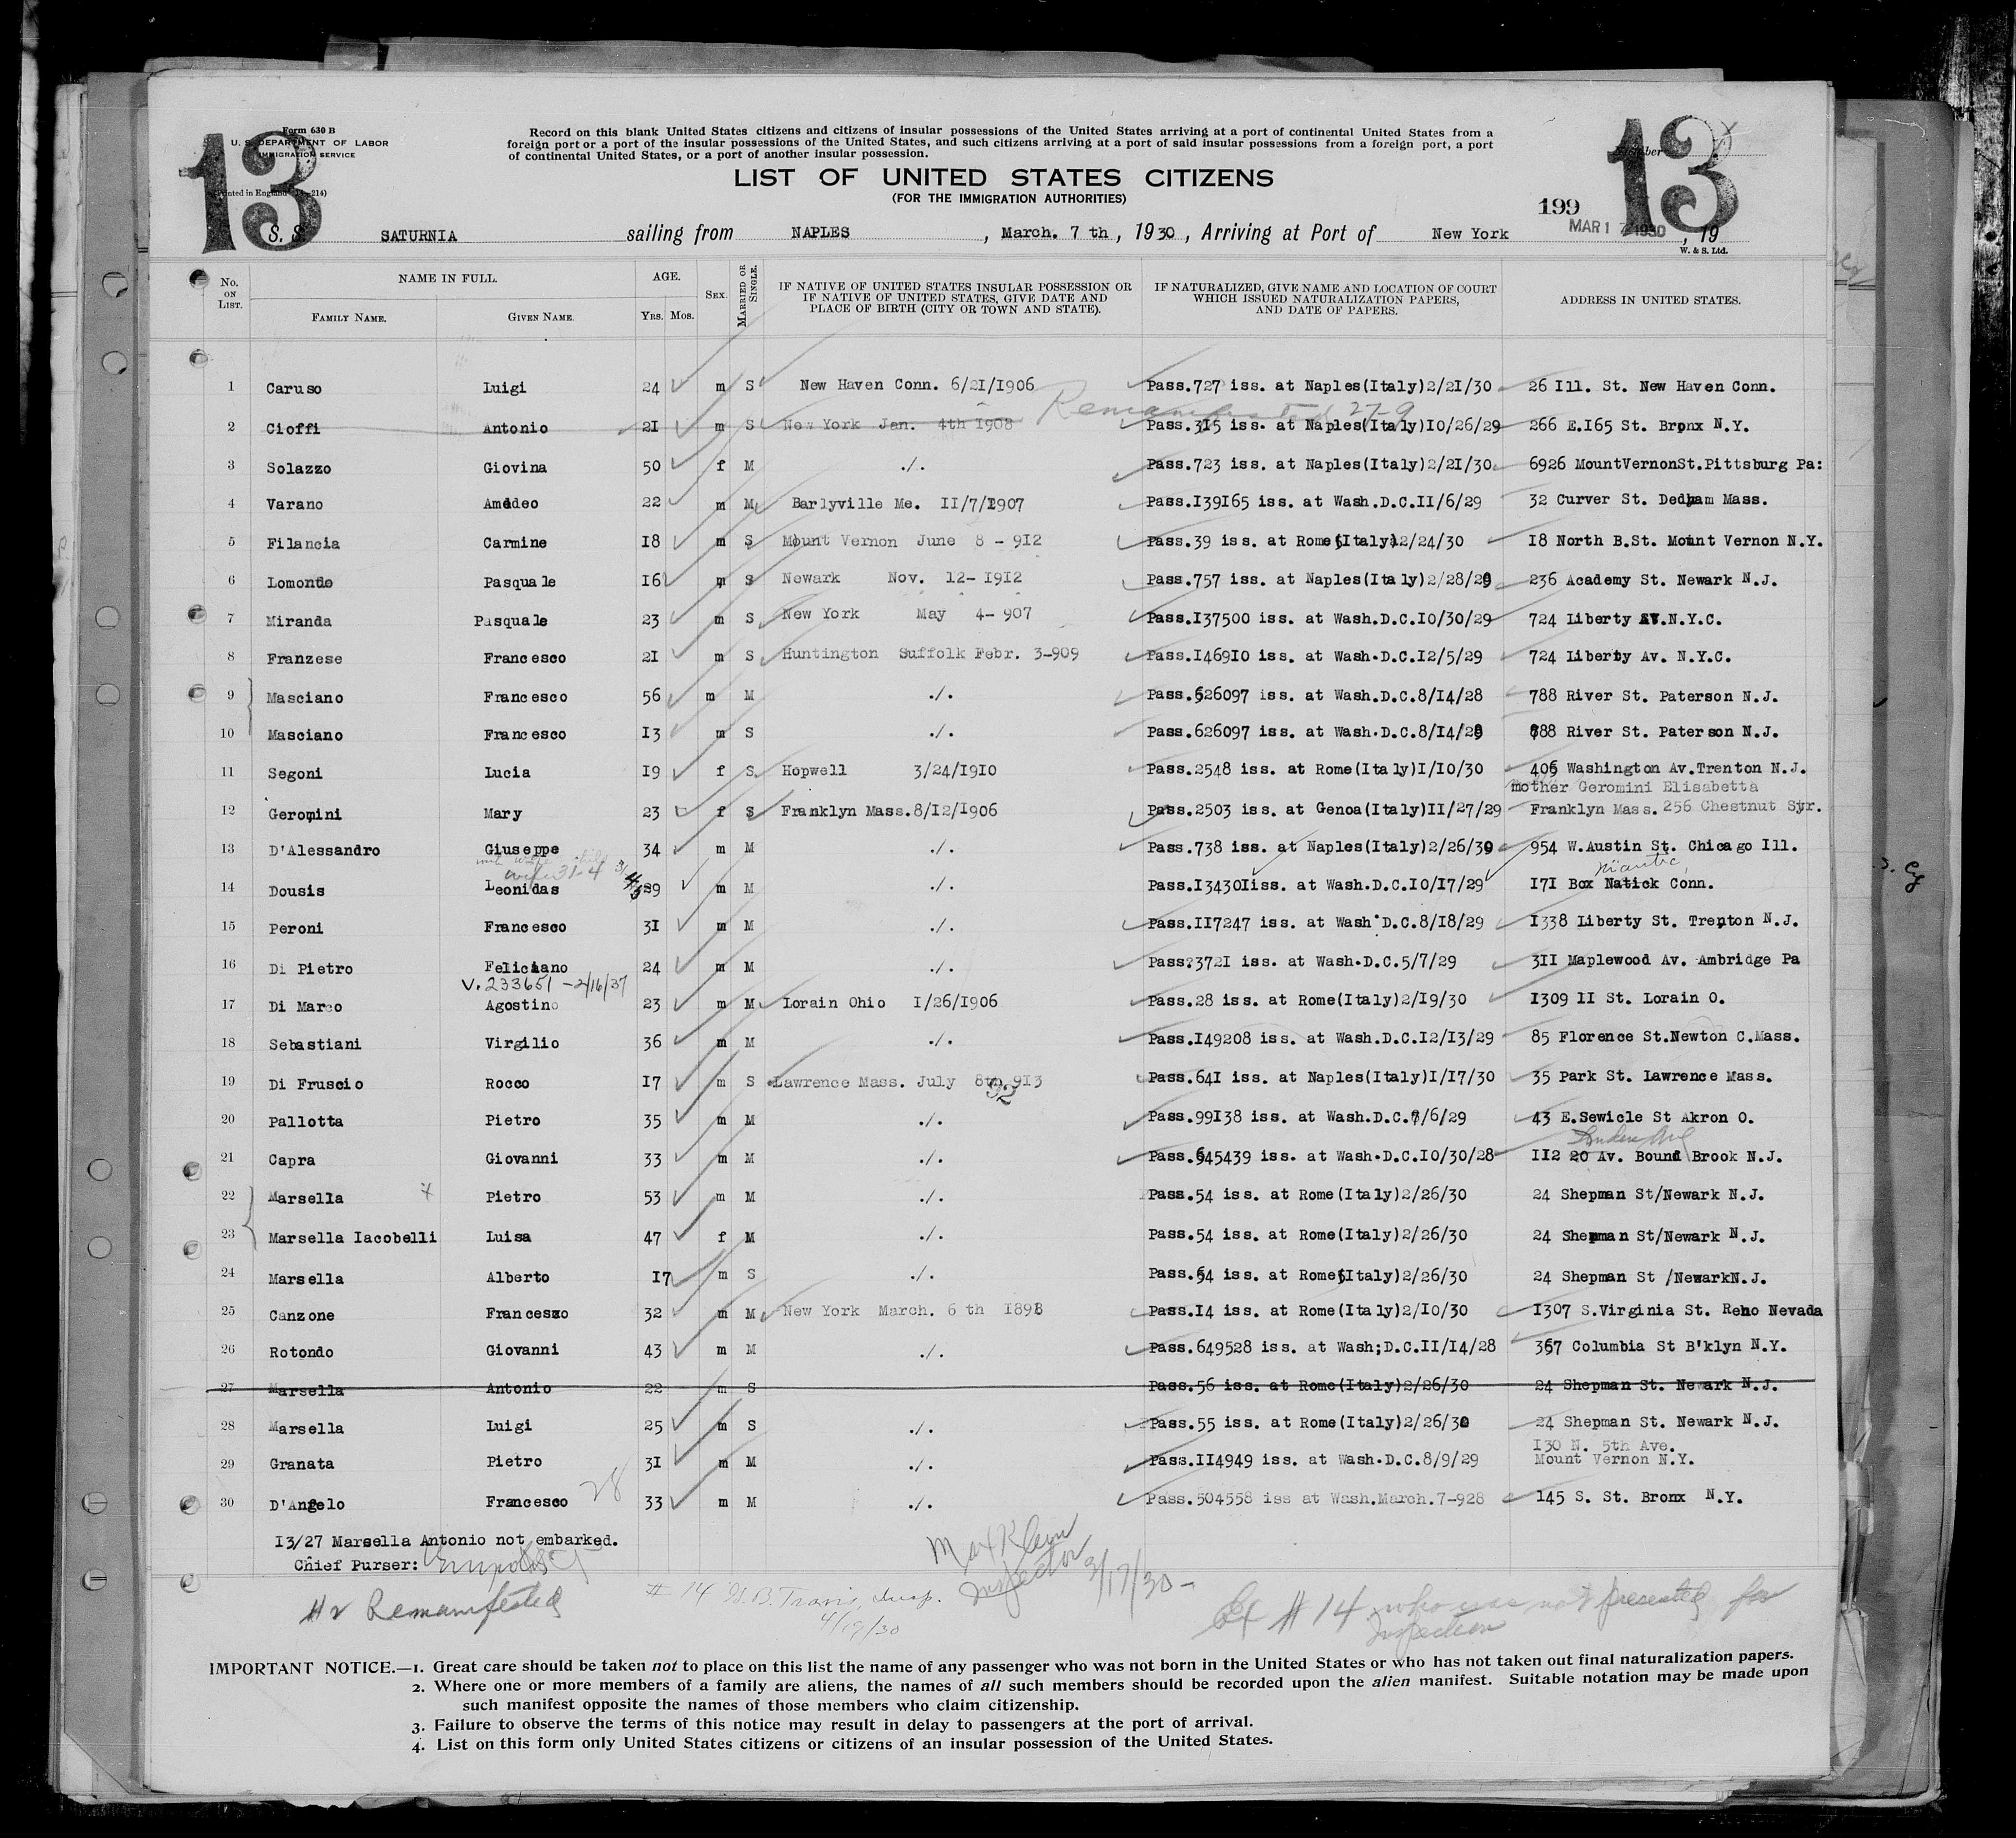 13
Form 630 B
U. S. DEPARTMENT OF LABOR
IMMIGRATION SERVICE
(Printed in England 214)
Record on this blank United States citizens and citizens of insular possessions of the United States arriving at a port of continental United States from a
foreign port or a port of the insular possessions of the United States, and such citizens arriving at a port of said insular possessions from a foreign port, a port
of continental United States, or a port of another insular possession.
LIST OF UNITED STATES CITIZENS
(FOR THE IMMIGRATION AUTHORITIES)
Number
13
199
S. S. SATURNIA sailing from NAPLES, March. 7 th, 1930, Arriving at Port of New York MAR 17 1930, 19
W. & S. Ltd.
No. ON LIST. NAME IN FULL. FAMILY NAME. GIVEN NAME. AGE. YRS. MOS. SEX. MARRIED OR SINGLE. IF NATIVE OF UNITED STATES INSULAR POSSESSION OR IF NATIVE OF UNITED STATES, GIVE DATE AND PLACE OF BIRTH (CITY OR TOWN AND STATE). IF NATURALIZED, GIVE NAME AND LOCATION OF COURT WHICH ISSUED NATURALIZATION PAPERS, AND DATE OF PAPERS. ADDRESS IN UNITED STATES.
1 Caruso Luigi 24 m S New Haven Conn. 6/21/1906 Pass.727 iss. at Naples(Italy)2/21/30 26 Ill. St. New Haven Conn.
Remanifested 27-9
2 Cioffi Antonio 21 m S New York Jan. 4th 1908 Pass.315 iss. at Naples(Italy)10/26/29 266 E.165 St. Bronx N.Y.
3 Solazzo Giovina 50 f M ./. Pass.723 iss. at Naples(Italy)2/21/30 6926 MountVernonSt.Pittsburg Pa:
4 Varano Amedeo 22 m M Barlyville Me. 11/7/1907 Pass.139165 iss. at Wash.D.C.11/6/29 32 Curver St. Dedham Mass.
5 Filancia Carmine 18 m S Mount Vernon June 8 - 912 Pass.39 iss. at Rome(Italy)2/24/30 18 North B.St. Mount Vernon N.Y.
6 Lomondo Pasquale 16 m S Newark Nov. 12- 1912 Pass.757 iss. at Naples(Italy)2/28/29 236 Academy St. Newark N.J.
7 Miranda Pasquale 23 m S New York May 4- 907 Pass.137500 iss. at Wash.D.C.10/30/29 724 Liberty AV.N.Y.C.
8 Franzese Francesco 21 m S Huntington Suffolk Febr. 3-909 Pass.146910 iss. at Wash.D.C.12/5/29 724 Liberty Av. N.Y.C.
9 Masciano Francesco 56 m M ./. Pass.626097 iss. at Wash.D.C.8/14/28 788 River St. Paterson N.J.
10 Masciano Francesco 13 m S ./. Pass.626097 iss. at Wash.D.C.8/14/28 788 River St. Paterson N.J.
11 Segoni Lucia 19 f S Hopwell 3/24/1910 Pass.2548 iss. at Rome(Italy)1/10/30 406 Washington Av.Trenton N.J.
mother Geromini Elisabetta
12 Geromini Mary 23 f S Franklyn Mass.8/12/1906 Pass.2503 iss. at Genoa(Italy)11/27/29 Franklyn Mass. 256 Chestnut Str.
13 D'Alessandro Giuseppe 34 m M ./. Pass.738 iss. at Naples(Italy)2/26/30 954 W.Austin St. Chicago Ill.
wife 31-4
Niantic
14 Dousis Leonidas 39 m M ./. Pass.134301iss. at Wash.D.C.10/17/29 171 Box Natick Conn.
15 Peroni Francesco 31 m M ./. Pass.117247 iss. at Wash.D.C.8/18/29 1338 Liberty St. Trenton N.J.
16 Di Pietro Feliciano 24 m M ./. Pass.3721 iss. at Wash.D.C.5/7/29 311 Maplewood Av. Ambridge Pa
V. 233651 - 2/16/37
17 Di Marco Agostino 23 m M Lorain Ohio 1/26/1906 Pass.28 iss. at Rome(Italy)2/19/30 1309 11 St. Lorain O.
18 Sebastiani Virgilio 36 m M ./. Pass.149208 iss. at Wash.D.C.12/13/29 85 Florence St.Newton C.Mass.
19 Di Fruscio Rocco 17 m S Lawrence Mass. July 8th 913 Pass.641 iss. at Naples(Italy)1/17/30 35 Park St. Lawrence Mass.
32
20 Pallotta Pietro 35 m M ./. Pass.99138 iss. at Wash.D.C.7/6/29 43 E.Sewicle St Akron O.
21 Capra Giovanni 33 m M ./. Pass.645439 iss. at Wash.D.C.10/30/28 112 20 Av. Bound Brook N.J.
22 Marsella Pietro 53 m M ./. Pass.54 iss. at Rome(Italy)2/26/30 24 Shepman St/Newark N.J.
23 Marsella Iacobelli Luisa 47 f M ./. Pass.54 iss. at Rome(Italy)2/26/30 24 Shepman St/Newark N.J.
24 Marsella Alberto 17 m S ./. Pass.54 iss. at Rome(Italy)2/26/30 24 Shepman St /NewarkN.J.
25 Canzone Francesco 32 m M New York March. 6 th 1898 Pass.14 iss. at Rome(Italy)2/10/30 1307 S.Virginia St. Reno Nevada
26 Rotondo Giovanni 43 m M ./. Pass.649528 iss. at Wash;D.C.11/14/28 367 Columbia St B'klyn N.Y.
27 Marsella Antonio 22 m S Pass.56 iss. at Rome(Italy)2/26/30 24 Shepman St. Newark N.J.
28 Marsella Luigi 25 m S ./. Pass.55 iss. at Rome(Italy)2/26/30 24 Shepman St. Newark N.J.
130 N. 5th Ave.
29 Granata Pietro 31 m M ./. Pass.114949 iss. at Wash.D.C.8/9/29 Mount Vernon N.Y.
30 D'Angelo Francesco 28 33 m M ./. Pass.504558 iss at Wash.March.7-928 145 S. St. Bronx N.Y.
13/27 Marsella Antonio not embarked.
Chief Purser:
Max Klein
Inspector 3/17/30-
#2 Remanifested
# 14 G.B. Travis, Insp.
4/19/30
Ex # 14 who was not presented for
Inspection
IMPORTANT NOTICE.—1. Great care should be taken not to place on this list the name of any passenger who was not born in the United States or who has not taken out final naturalization papers.
2. Where one or more members of a family are aliens, the names of all such members should be recorded upon the alien manifest. Suitable notation may be made upon
such manifest opposite the names of those members who claim citizenship.
3. Failure to observe the terms of this notice may result in delay to passengers at the port of arrival.
4. List on this form only United States citizens or citizens of an insular possession of the United States.